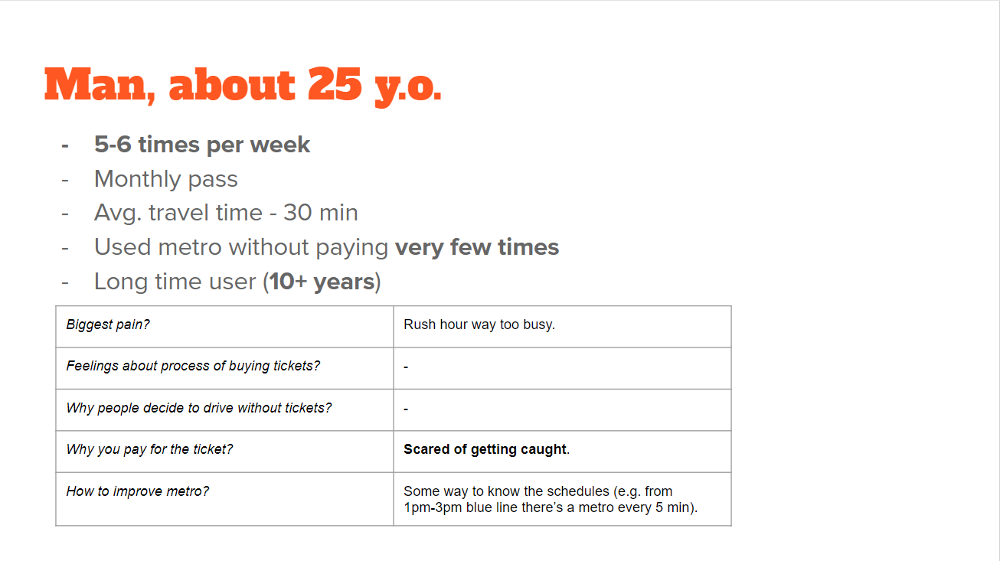 Man, about 25 y.o.
- 5-6 times per week
- Monthly pass
- Avg. travel time - 30 min
- Used metro without paying very few times
- Long time user (10+ years)
Biggest pain?
Rush hour way too busy.
Feelings about process of buying tickets?
-
Why people decide to drive without tickets?
-
Why you pay for the ticket?
Scared of getting caught.
How to improve metro?
Some way to know the schedules (e.g. from
1pm-3pm blue line there's a metro every 5 min).